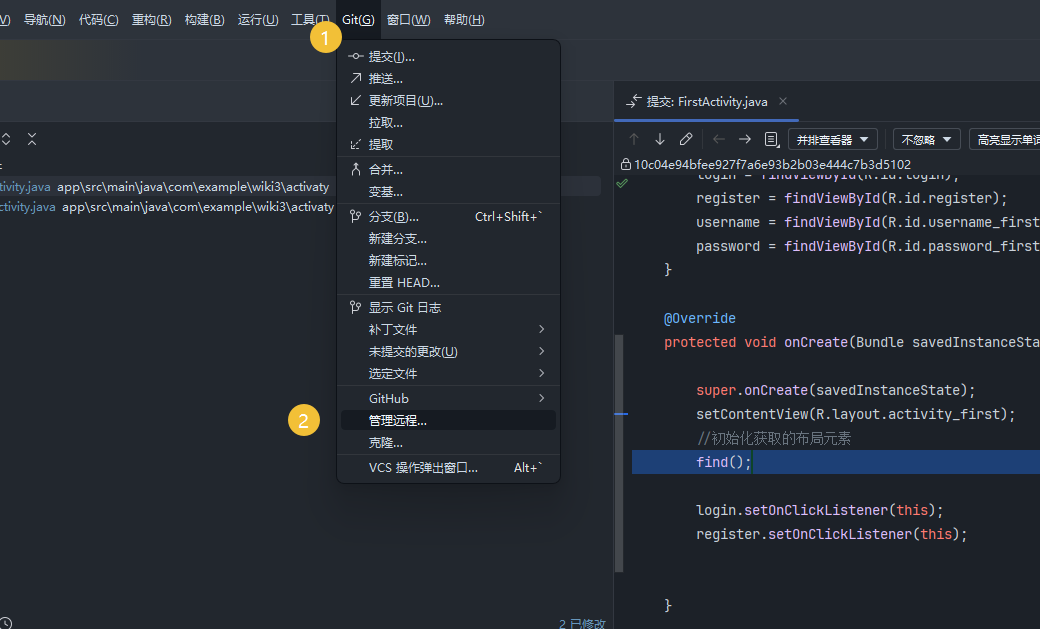 V) 导航(N) 代码(C) 重构(R) 构建(B) 运行(U) 工具(T) Git(G) 窗口(W) 帮助(H)
1
提交(I)...
推送...
更新项目(U)...
拉取...
提取
合并...
变基...
分支(B)... Ctrl+Shift+`
新建分支...
新建标记...
重置 HEAD...
显示 Git 日志
补丁文件
未提交的更改(U)
选定文件
GitHub
2
管理远程...
克隆...
VCS 操作弹出窗口... Alt+`
tivity.java app\src\main\java\com\example\wiki3\activaty
ctivity.java app\src\main\java\com\example\wiki3\activaty
2 已修改
提交: FirstActivity.java
并排查看器 不忽略 高亮显示单词
10c04e94bfee927f7a6e93b2b03e444c7b3d5102
login = findViewById(R.id.login);
register = findViewById(R.id.register);
username = findViewById(R.id.username_first
password = findViewById(R.id.password_first
}
@Override
protected void onCreate(Bundle savedInstanceSta
super.onCreate(savedInstanceState);
setContentView(R.layout.activity_first);
//初始化获取的布局元素
find();
login.setOnClickListener(this);
register.setOnClickListener(this);
}